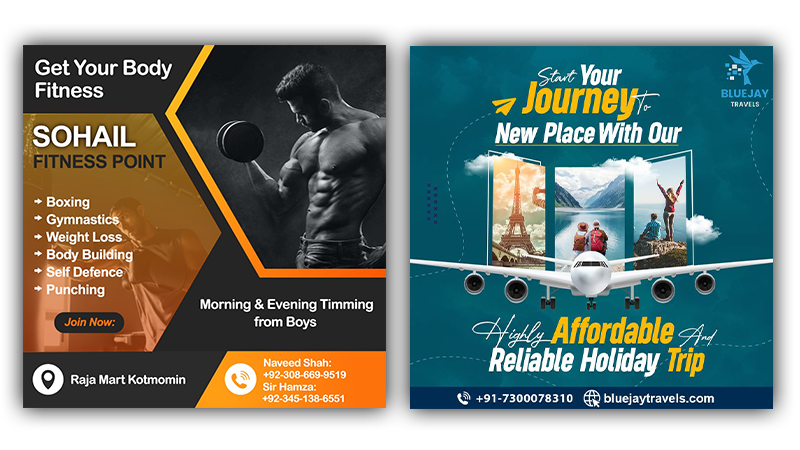 Get Your Body
Fitness
SOHAIL
FITNESS POINT
Boxing
Gymnastics
Weight Loss
Body Building
Self Defence
Punching
Join Now:
Morning & Evening Timming
from Boys
Raja Mart Kotmomin
Naveed Shah:
+92-308-669-9519
Sir Hamza:
+92-345-138-6551
BLUEJAY
TRAVELS
Start Your
Journey To
New Place With Our
Highly Affordable And
Reliable Holiday Trip
+91-7300078310
bluejaytravels.com